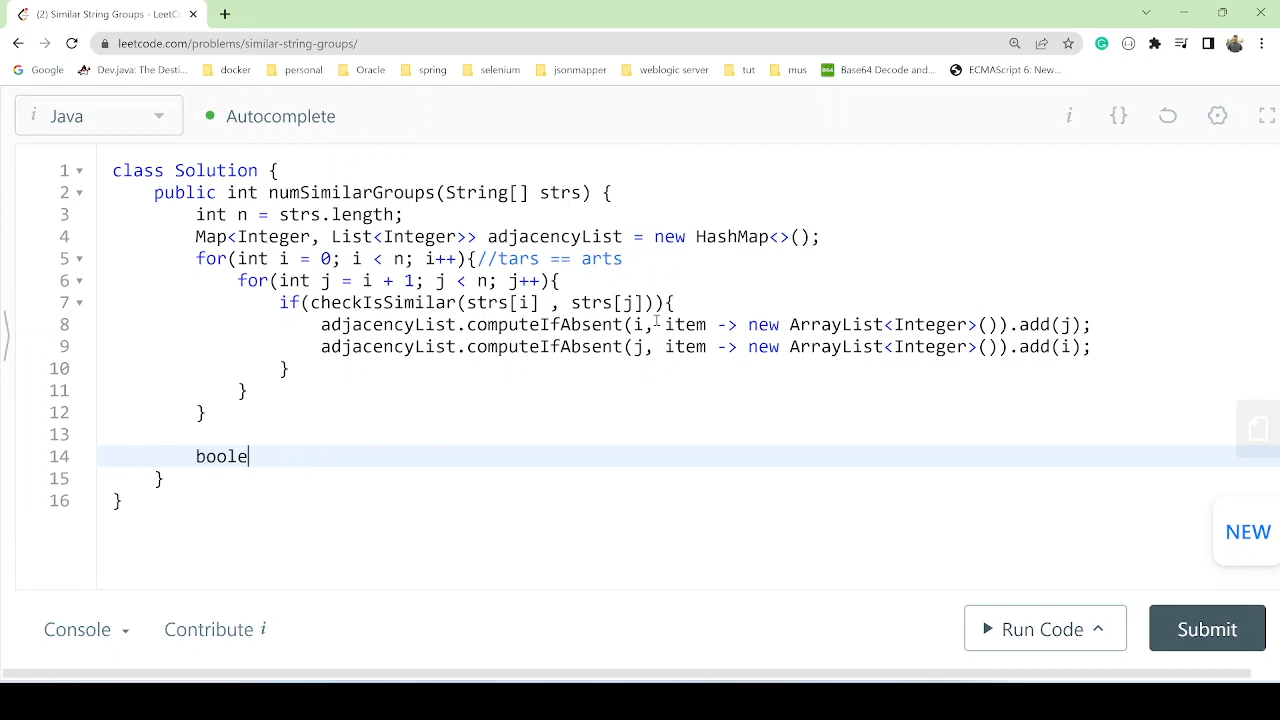 (2) Similar String Groups - LeetCo
leetcode.com/problems/similar-string-groups/
Google Dev.java: The Desti... docker personal Oracle spring selenium jsonmapper weblogic server tut mus Base64 Decode and... ECMAScript 6: New...
i Java Autocomplete i {}
1 class Solution {
2 public int numSimilarGroups(String[] strs) {
3 int n = strs.length;
4 Map<Integer, List<Integer>> adjacencyList = new HashMap<>();
5 for(int i = 0; i < n; i++){//tars == arts
6 for(int j = i + 1; j < n; j++){
7 if(checkIsSimilar(strs[i] , strs[j])){
8 adjacencyList.computeIfAbsent(i, item -> new ArrayList<Integer>()).add(j);
9 adjacencyList.computeIfAbsent(j, item -> new ArrayList<Integer>()).add(i);
10 }
11 }
12 }
13
14 boole
15 }
16 }
NEW
Console Contribute i Run Code Submit